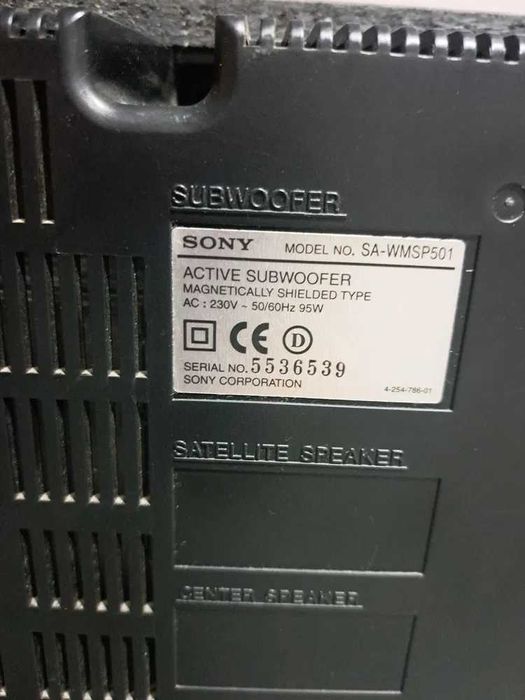 SUBWOOFER
SONY MODEL NO. SA-WMSP501
ACTIVE SUBWOOFER
MAGNETICALLY SHIELDED TYPE
AC : 230V ~ 50/60Hz 95W
CE D
SERIAL NO. 5536539
SONY CORPORATION 4-254-786-01
SATELLITE SPEAKER
CENTER SPEAKER